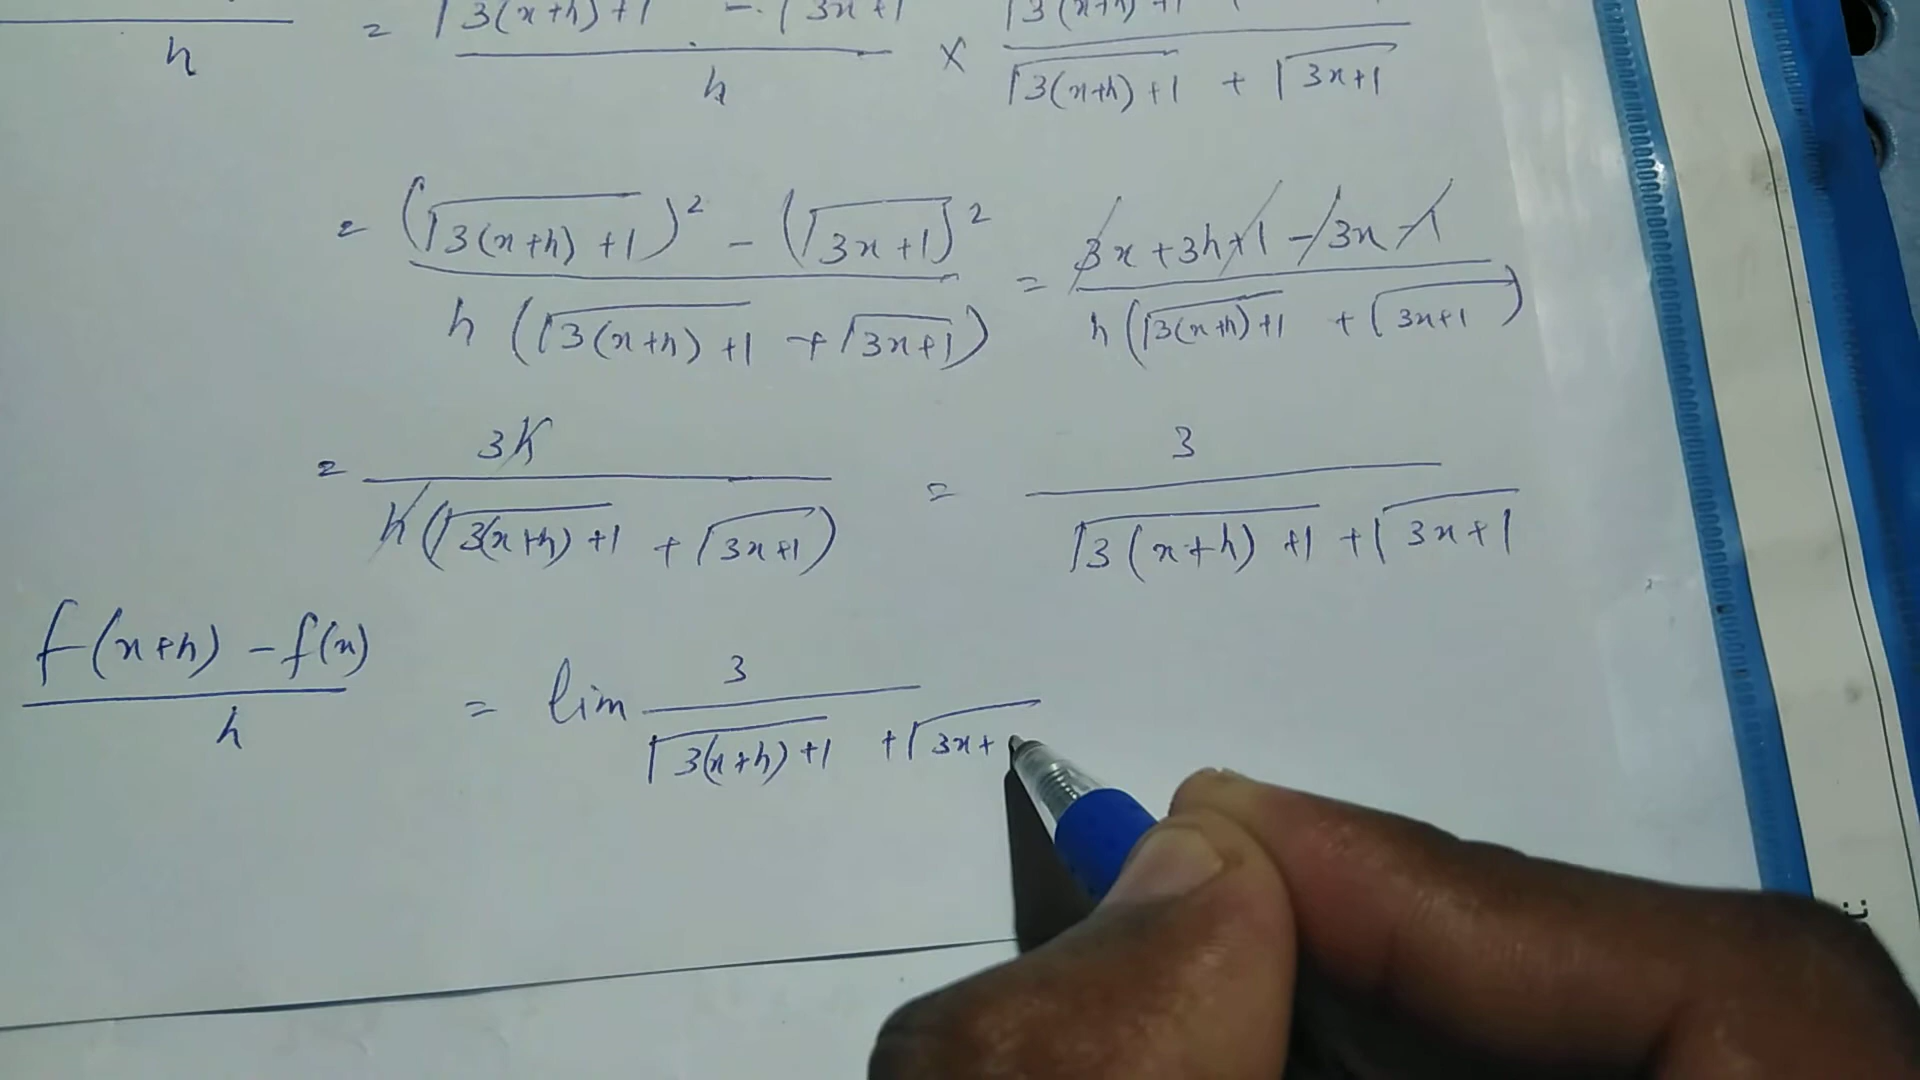 h = √3(x+h)+1 - √3x+1 / h × √3(x+h)+1 / √3(x+h)+1 + √3x+1
= (√3(x+h)+1)² - (√3x+1)² / h(√3(x+h)+1 + √3x+1) = 3x+3h+1-3x-1 / h(√3(x+h)+1 + √3x+1)
= 3h / h(√3(x+h)+1 + √3x+1) = 3 / √3(x+h)+1 + √3x+1
f(x+h) - f(x) / h = lim 3 / √3(x+h)+1 + √3x+